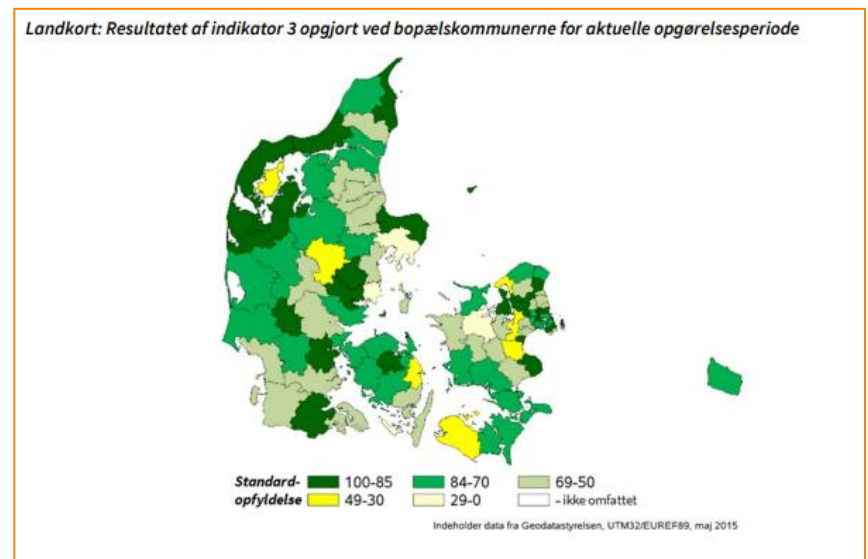 Landkort: Resultatet af indikator 3 opgjort ved bopælskommunerne for aktuelle opgørelsesperiode
Standard-
opfyldelse
100-85
84-70
69-50
49-30
29-0
- ikke omfattet
Indeholder data fra Geodatastyrelsen, UTM32/EUREF89, maj 2015